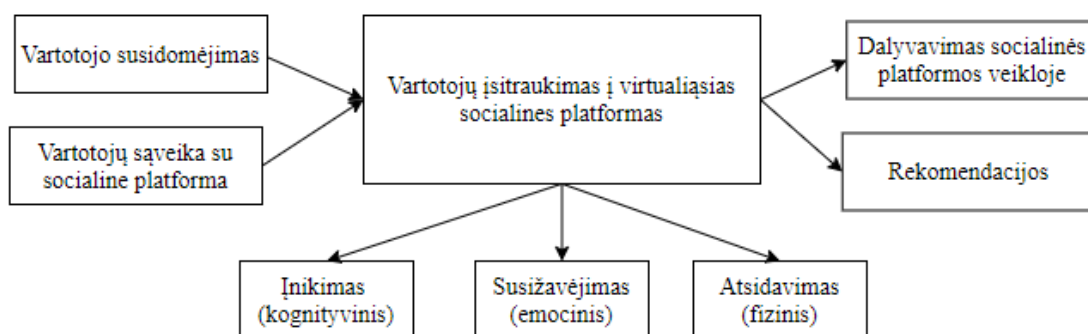 Vartotojo susidomėjimas
Vartotojų sąveika su
socialine platforma
Vartotojų įsitraukimas į virtualiąsias
socialines platformas
Dalyvavimas socialinės
platformos veikloje
Rekomendacijos
Įnikimas
(kognityvinis)
Susižavėjimas
(emocinis)
Atsidavimas
(fizinis)